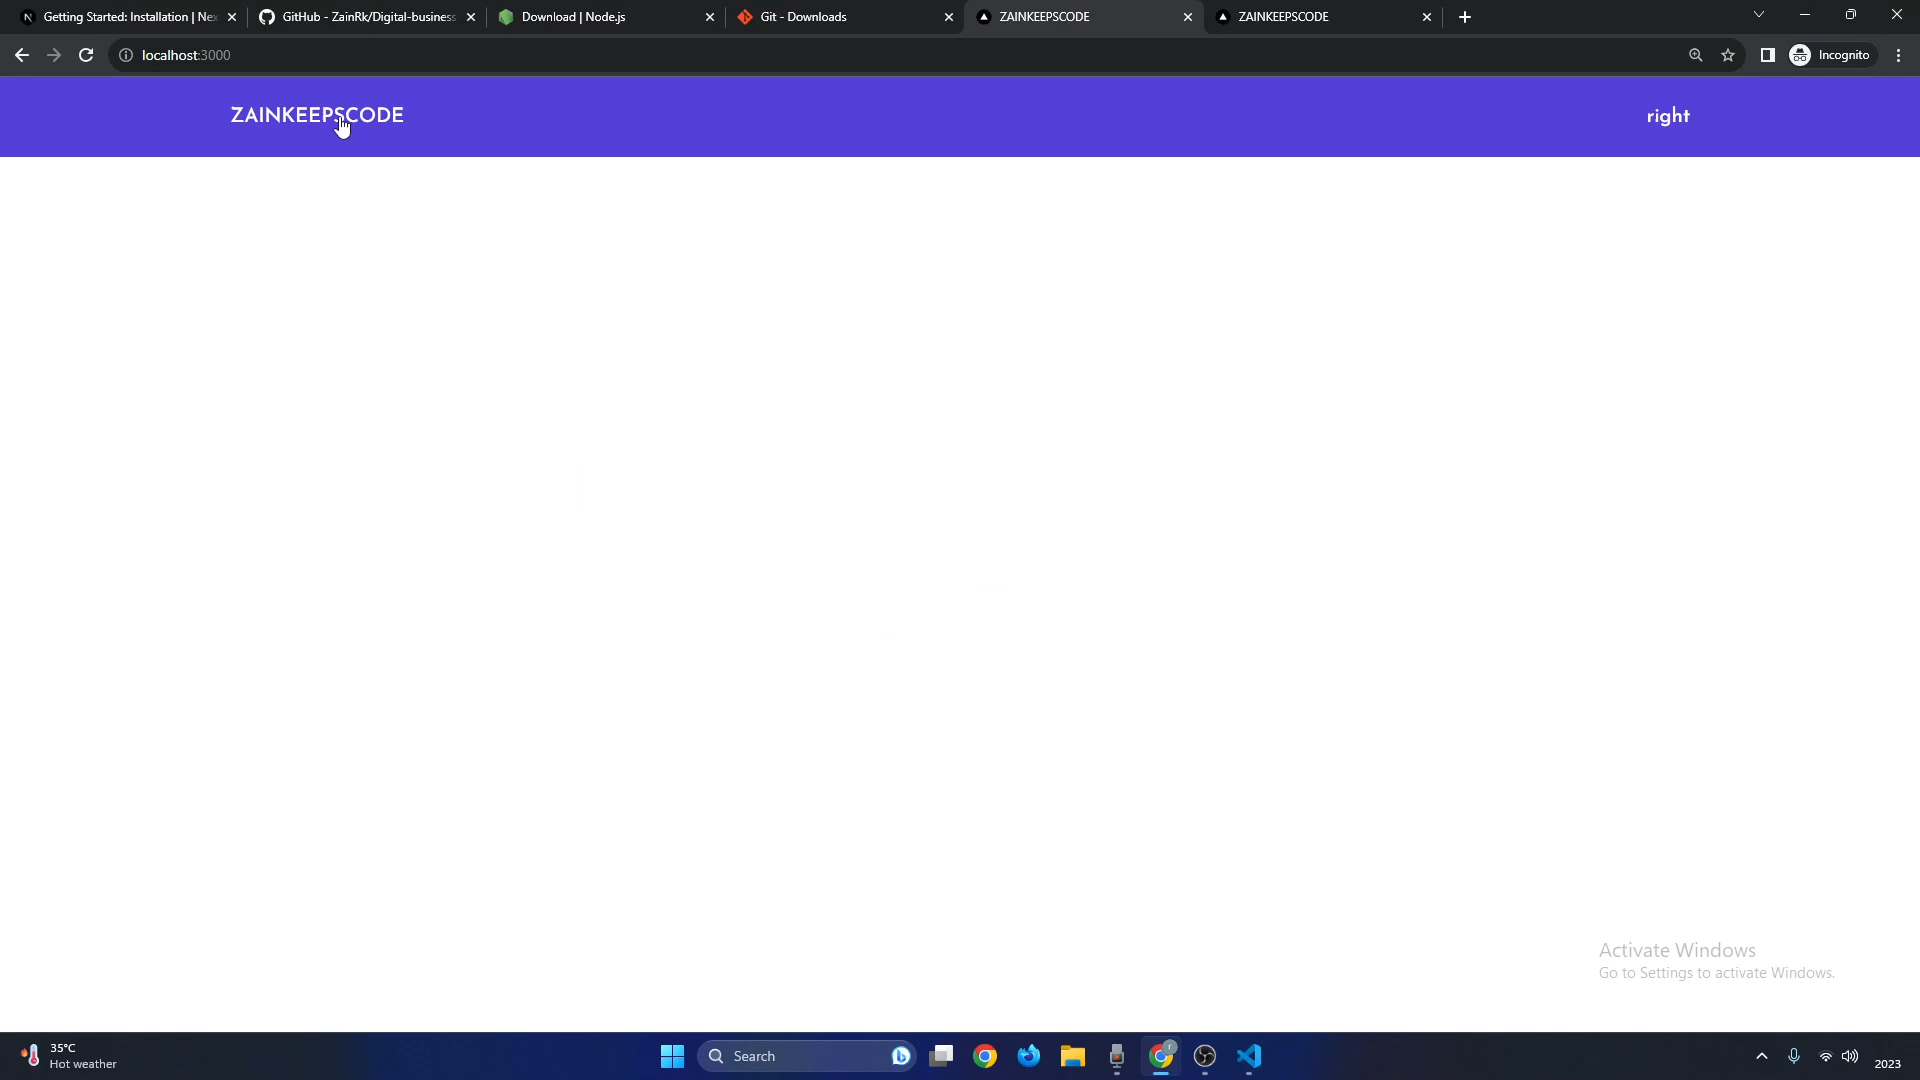 Getting Started: Installation | Nex
GitHub - ZainRk/Digital-business
Download | Node.js
Git - Downloads
ZAINKEEPSCODE
ZAINKEEPSCODE
localhost:3000
Incognito
ZAINKEEPSCODE
right
Activate Windows
Go to Settings to activate Windows.
35°C
Hot weather
Search
2023